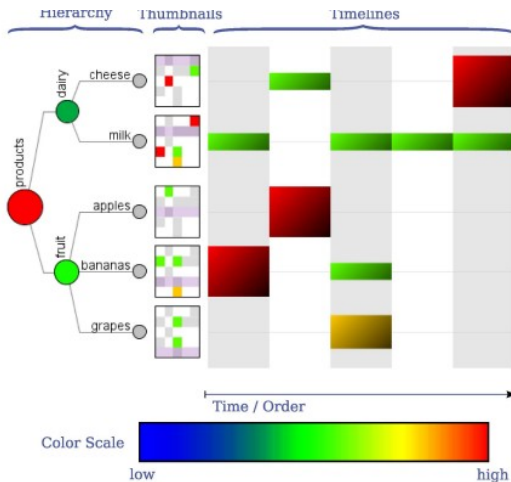 Hierarchy
Thumbnails
Timelines
products
dairy
cheese
milk
fruit
apples
bananas
grapes
Time / Order
Color Scale
low
high